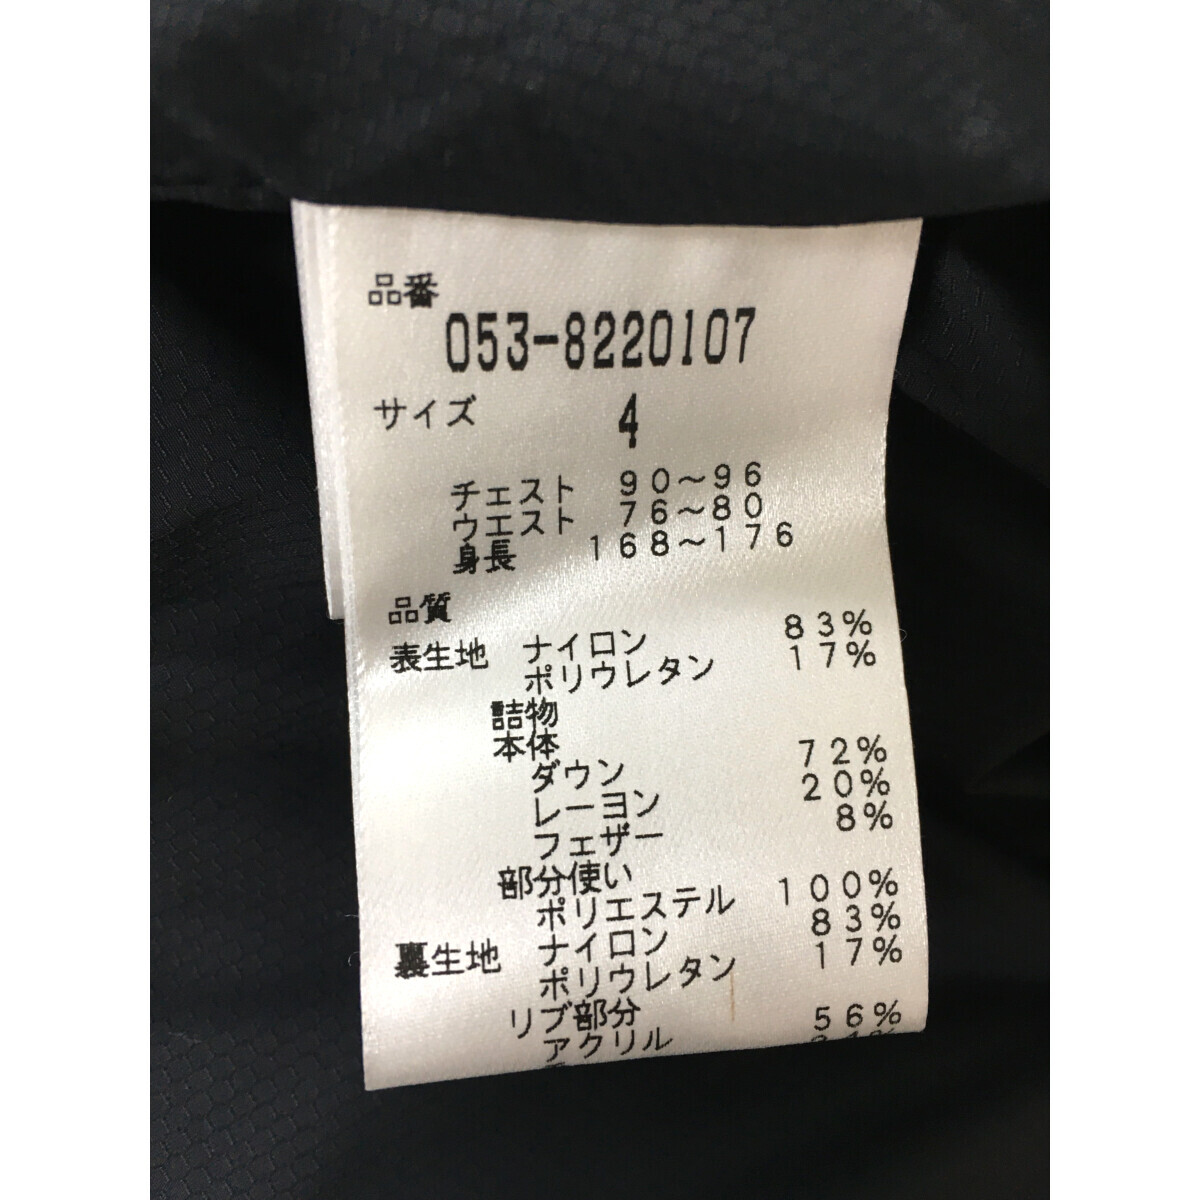 品番
053-8220107
サイズ 4
チェスト 90～96
ウエスト 76～80
身長 168～176
品質
表生地 ナイロン 83%
ポリウレタン 17%
詰物
本体
ダウン 72%
レーヨン 20%
フェザー 8%
部分使い
ポリエステル 100%
裏生地 ナイロン 83%
ポリウレタン 17%
リブ部分
アクリル 56%